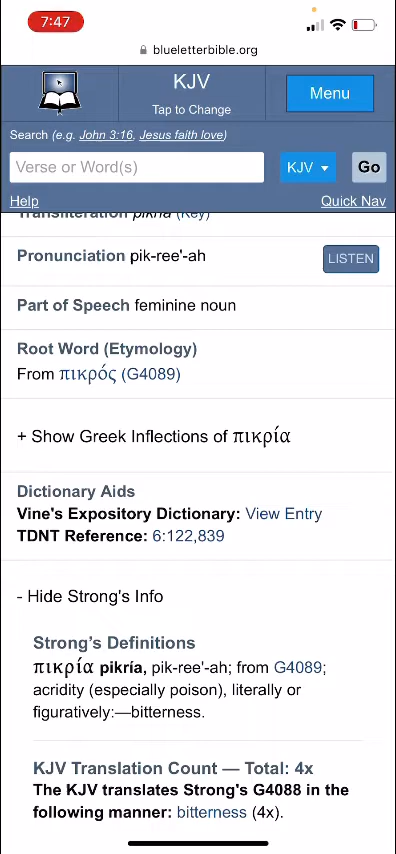 7:47
blueletterbible.org
KJV
Tap to Change
Menu
Search (e.g. John 3:16, Jesus faith love)
Verse or Word(s)
KJV
Go
Help
Quick Nav
Transliteration pikria (Key)
Pronunciation pik-ree'-ah
LISTEN
Part of Speech feminine noun
Root Word (Etymology)
From πικρός (G4089)
+ Show Greek Inflections of πικρία
Dictionary Aids
Vine's Expository Dictionary: View Entry
TDNT Reference: 6:122,839
- Hide Strong's Info
Strong’s Definitions
πικρία pikría, pik-ree'-ah; from G4089;
acridity (especially poison), literally or
figuratively:—bitterness.
KJV Translation Count — Total: 4x
The KJV translates Strong's G4088 in the
following manner: bitterness (4x).